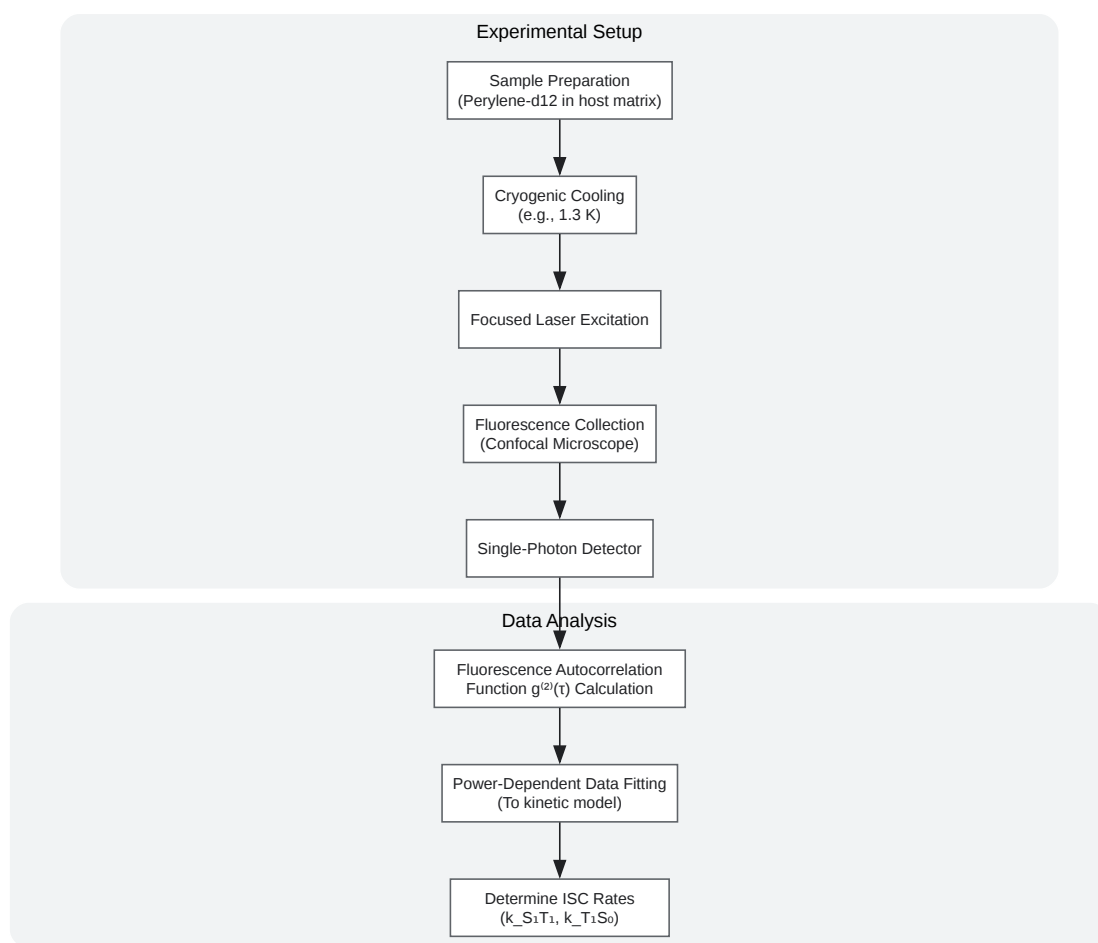 Experimental Setup
Sample Preparation
(Perylene-d12 in host matrix)
Cryogenic Cooling
(e.g., 1.3 K)
Focused Laser Excitation
Fluorescence Collection
(Confocal Microscope)
Single-Photon Detector
Data Analysis
Fluorescence Autocorrelation
Function g⁽²⁾(τ) Calculation
Power-Dependent Data Fitting
(To kinetic model)
Determine ISC Rates
(k_S₁T₁, k_T₁S₀)